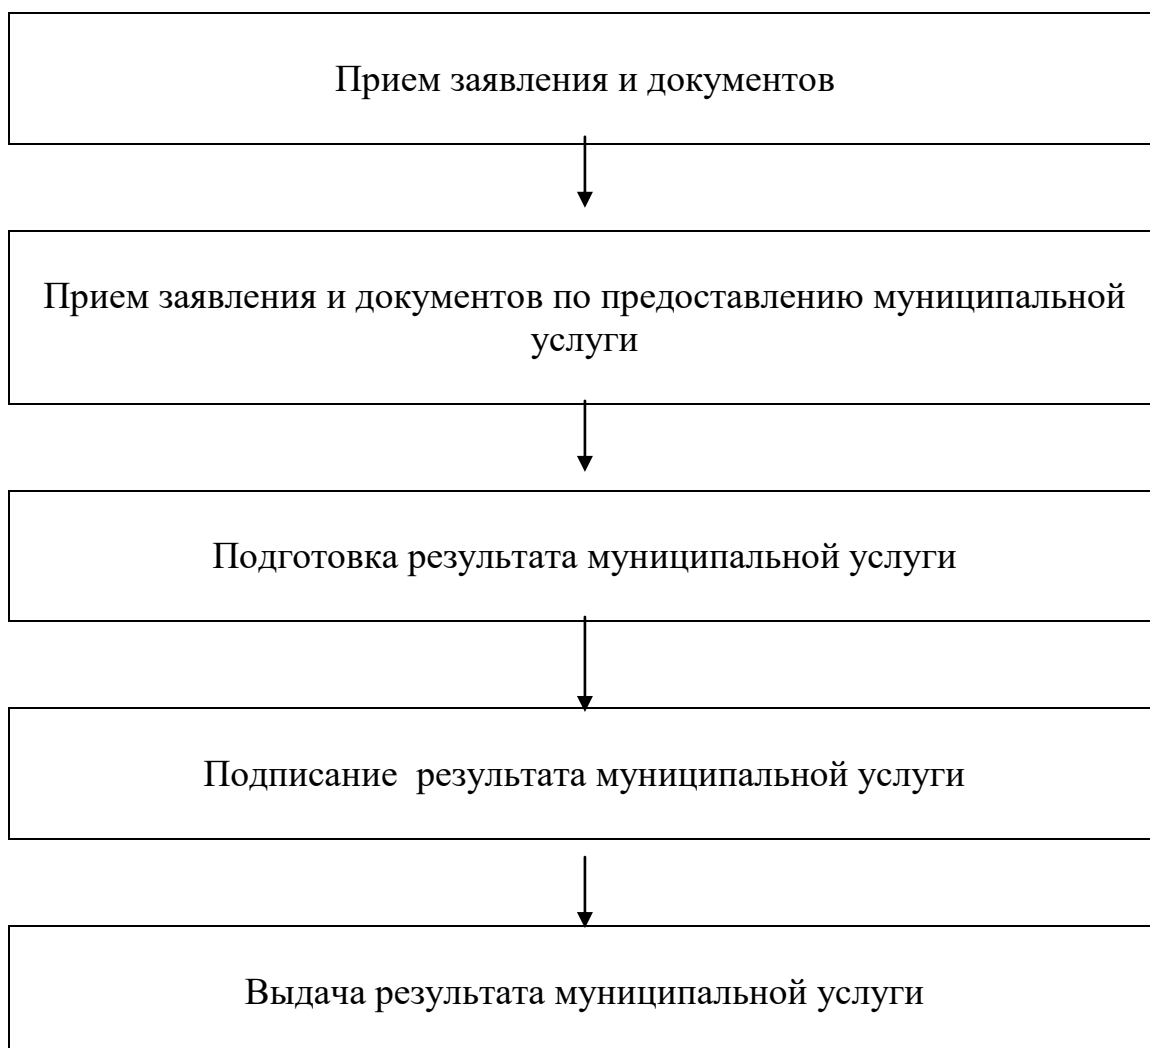 Прием заявления и документов
Прием заявления и документов по предоставлению муниципальной
услуги
Подготовка результата муниципальной услуги
Подписание  результата муниципальной услуги
Выдача результата муниципальной услуги